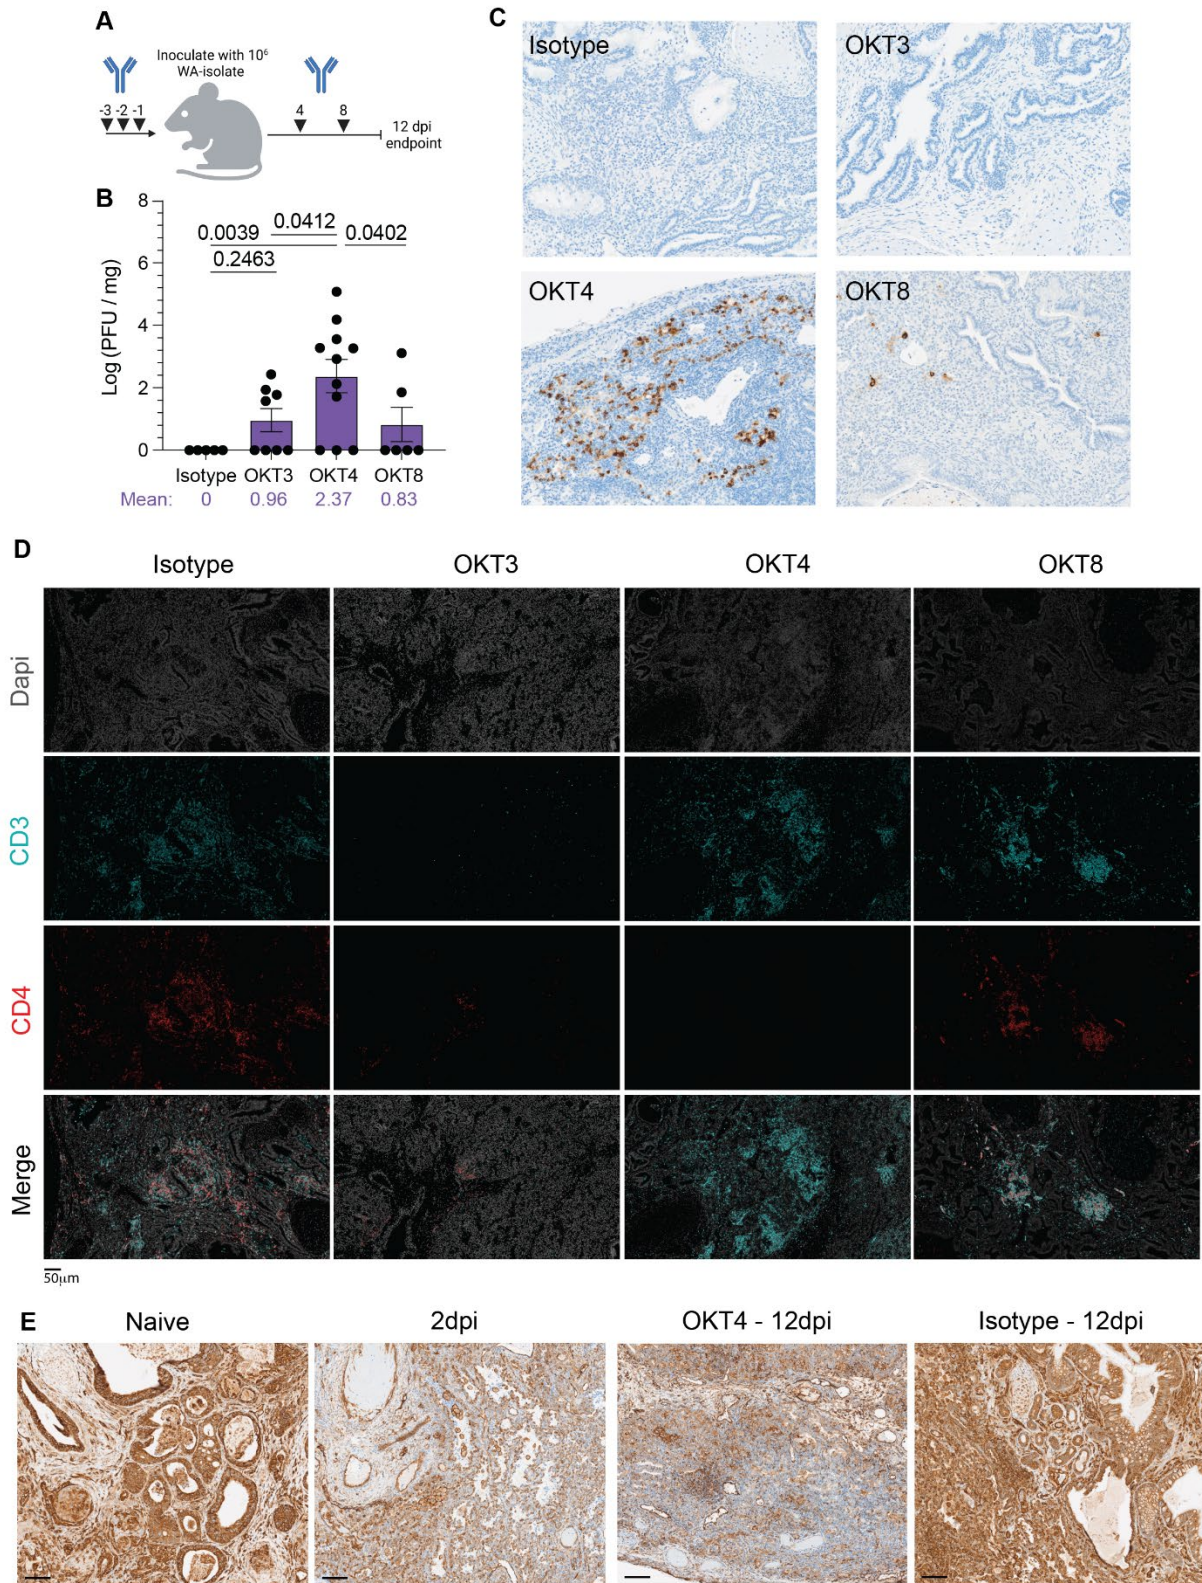 A
Inoculate with 10⁶
WA-isolate
-3 -2 -1
4 8
12 dpi
endpoint
B
Log (PFU / mg)
8
6
4
2
0
0.0412
0.0039 0.0402
0.2463
Isotype OKT3 OKT4 OKT8
Mean: 0 0.96 2.37 0.83
C
Isotype OKT3
OKT4 OKT8
D
Isotype OKT3 OKT4 OKT8
Dapi
CD3
CD4
Merge
50μm
E
Naive 2dpi OKT4 - 12dpi Isotype - 12dpi